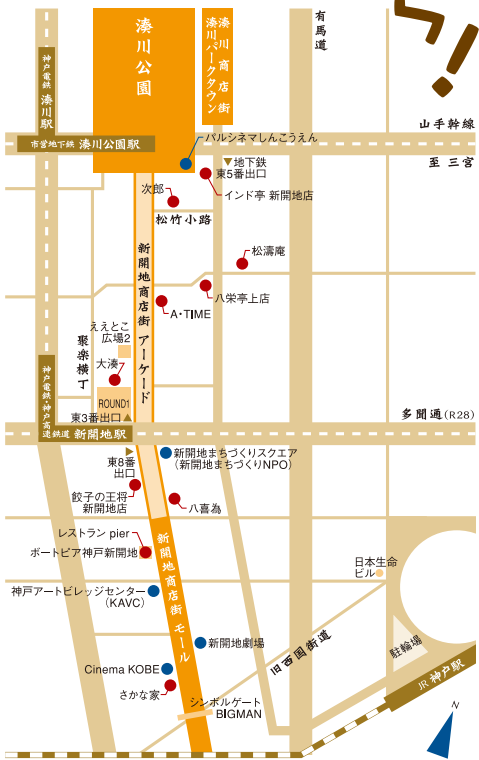 湊川公園
湊川商店街
湊川パークタウン
有馬道
神戸電鉄 湊川駅
山手幹線
市営地下鉄 湊川公園駅
パルシネマしんこうえん
至 三宮
▼地下鉄
東5番出口
インド亭 新開地店
次郎
松竹小路
松濤庵
新開地商店街 アーケード
八栄亭上店
A・TIME
ええとこ
広場2
聚楽横丁
大湊
ROUND1
東3番出口▲
多聞通(R28)
神戸電鉄・神戸高速鉄道 新開地駅
▶
東8番
出口
新開地まちづくりスクエア
(新開地まちづくりNPO)
餃子の王将
新開地店
八喜為
レストラン pier
ボートピア神戸新開地
新開地商店街 モール
日本生命
ビル
神戸アートビレッジセンター
(KAVC)
新開地劇場
旧西国街道
駐輪場
JR 神戸駅
Cinema KOBE
さかな家
シンボルゲート
BIGMAN
N